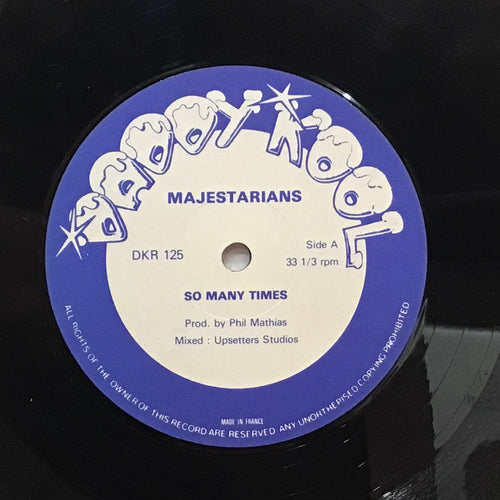 DADDY KOOL
MAJESTARIANS
DKR 125
Side A
33 1/3 rpm
SO MANY TIMES
Prod. by Phil Mathias
Mixed : Upsetters Studios
MADE IN FRANCE
ALL RIGHTS OF THE OWNER OF THIS RECORD ARE RESERVED ANY UNOHTHEPISED COPYING PROHIBITED